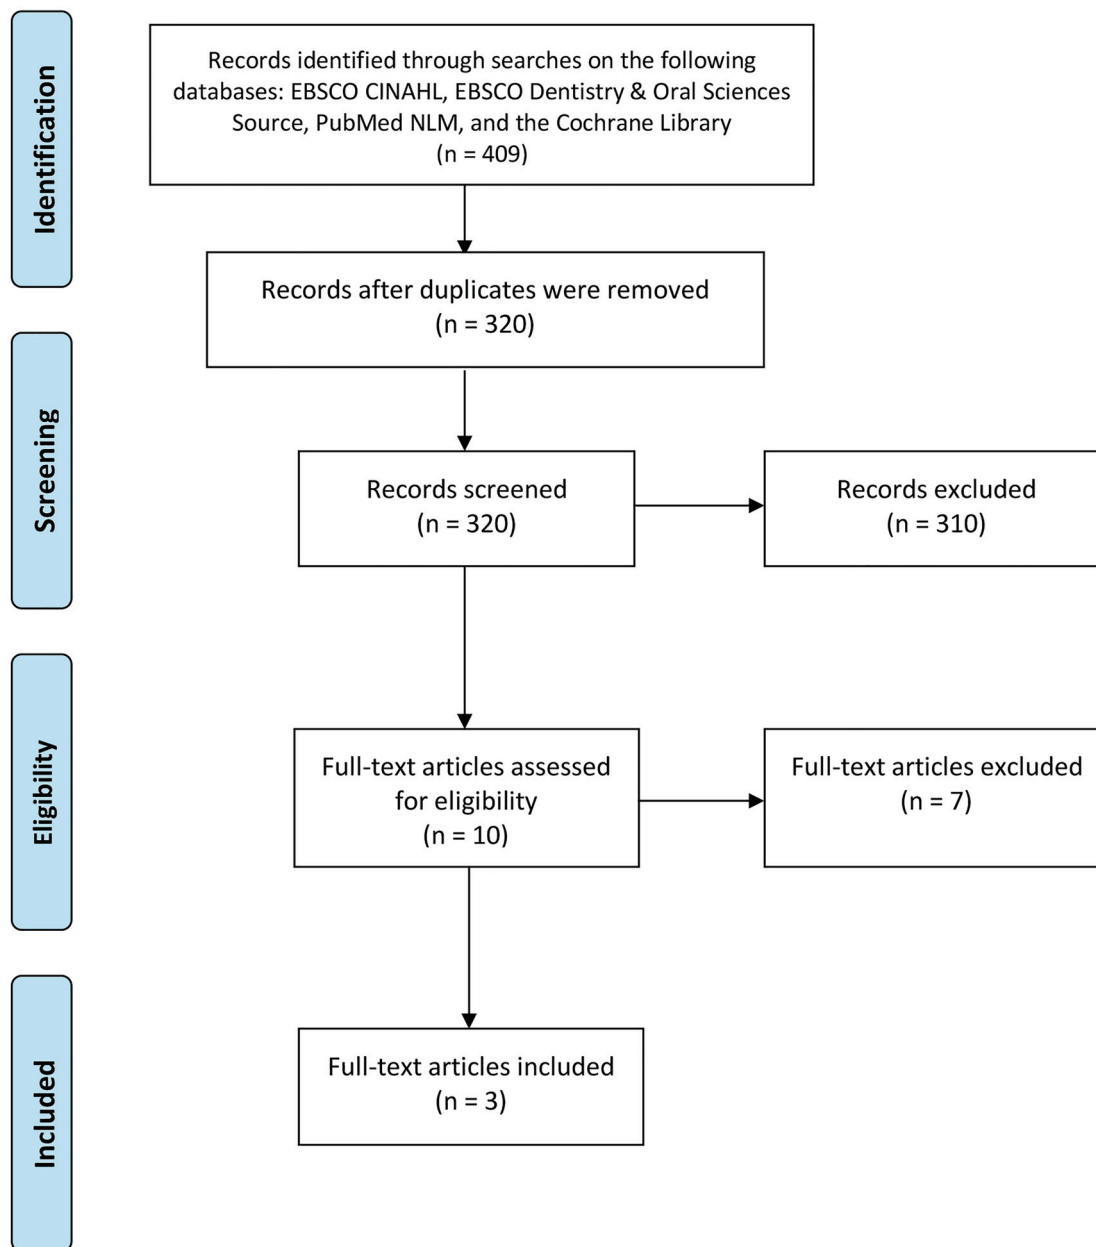 Identification
Records identified through searches on the following
databases: EBSCO CINAHL, EBSCO Dentistry & Oral Sciences
Source, PubMed NLM, and the Cochrane Library
(n = 409)
Records after duplicates were removed
(n = 320)
Screening
Records screened
(n = 320)
Records excluded
(n = 310)
Eligibility
Full-text articles assessed
for eligibility
(n = 10)
Full-text articles excluded
(n = 7)
Included
Full-text articles included
(n = 3)